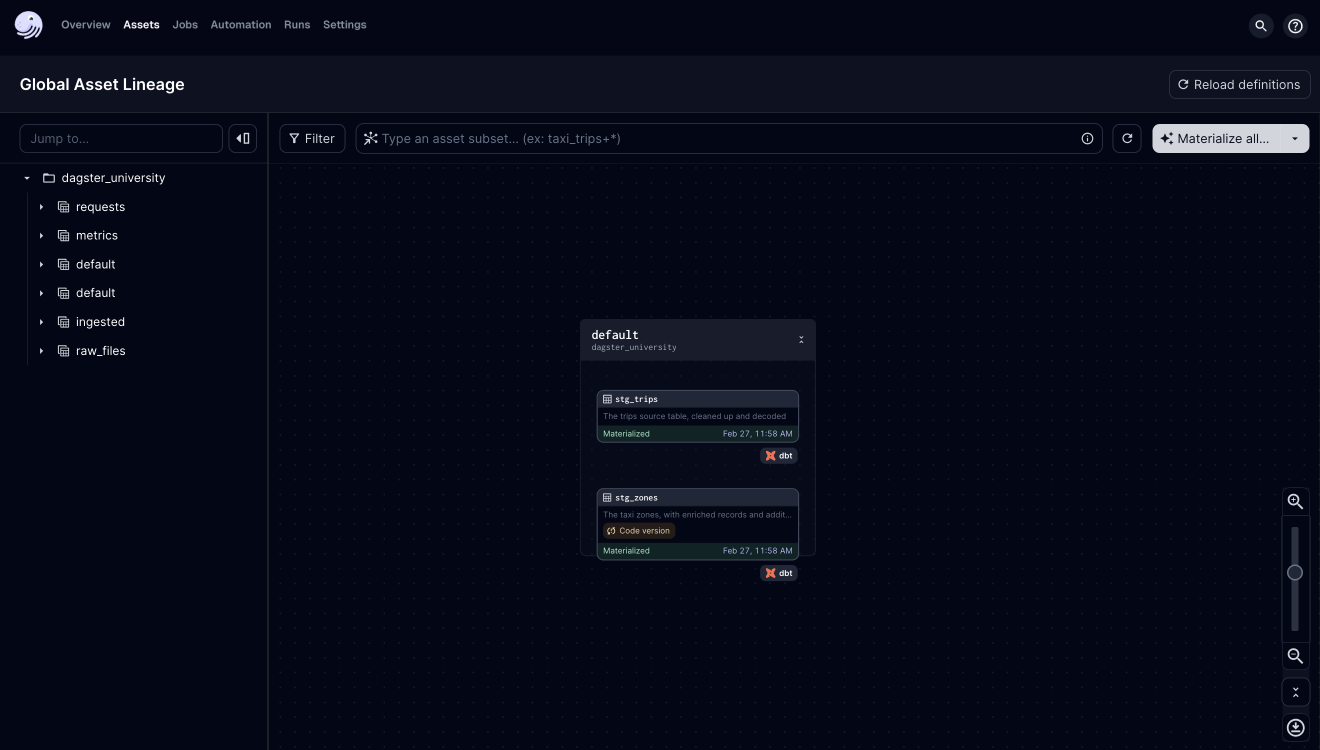 Overview Assets Jobs Automation Runs Settings
Global Asset Lineage
Reload definitions
Jump to…
Filter
Type an asset subset… (ex: taxi_trips+*)
Materialize all…
dagster_university
requests
metrics
default
default
ingested
raw_files
default
dagster_university
stg_trips
The trips source table, cleaned up and decoded
Materialized Feb 27, 11:58 AM
dbt
stg_zones
The taxi zones, with enriched records and addit…
Code version
Materialized Feb 27, 11:58 AM
dbt